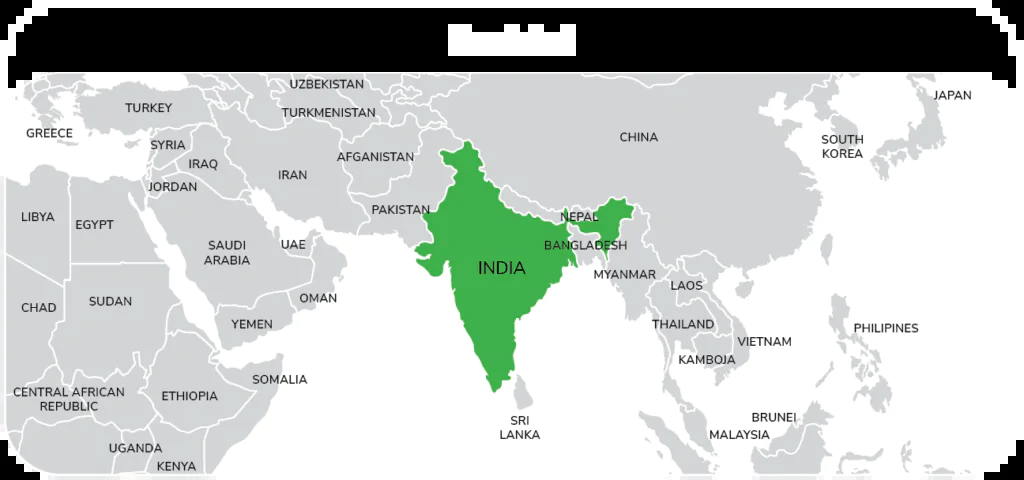 UZBEKISTAN
JAPAN
TURKEY
TURKMENISTAN
GREECE
CHINA
SOUTH
KOREA
SYRIA
AFGANISTAN
IRAQ
IRAN
JORDAN
PAKISTAN
LIBYA
EGYPT
NEPAL
SAUDI
ARABIA
UAE
BANGLADESH
INDIA
MYANMAR
LAOS
OMAN
SUDAN
CHAD
YEMEN
THAILAND
PHILIPINES
VIETNAM
KAMBOJA
SOMALIA
CENTRAL AFRICAN
REPUBLIC
ETHIOPIA
SRI
LANKA
BRUNEI
MALAYSIA
UGANDA
KENYA